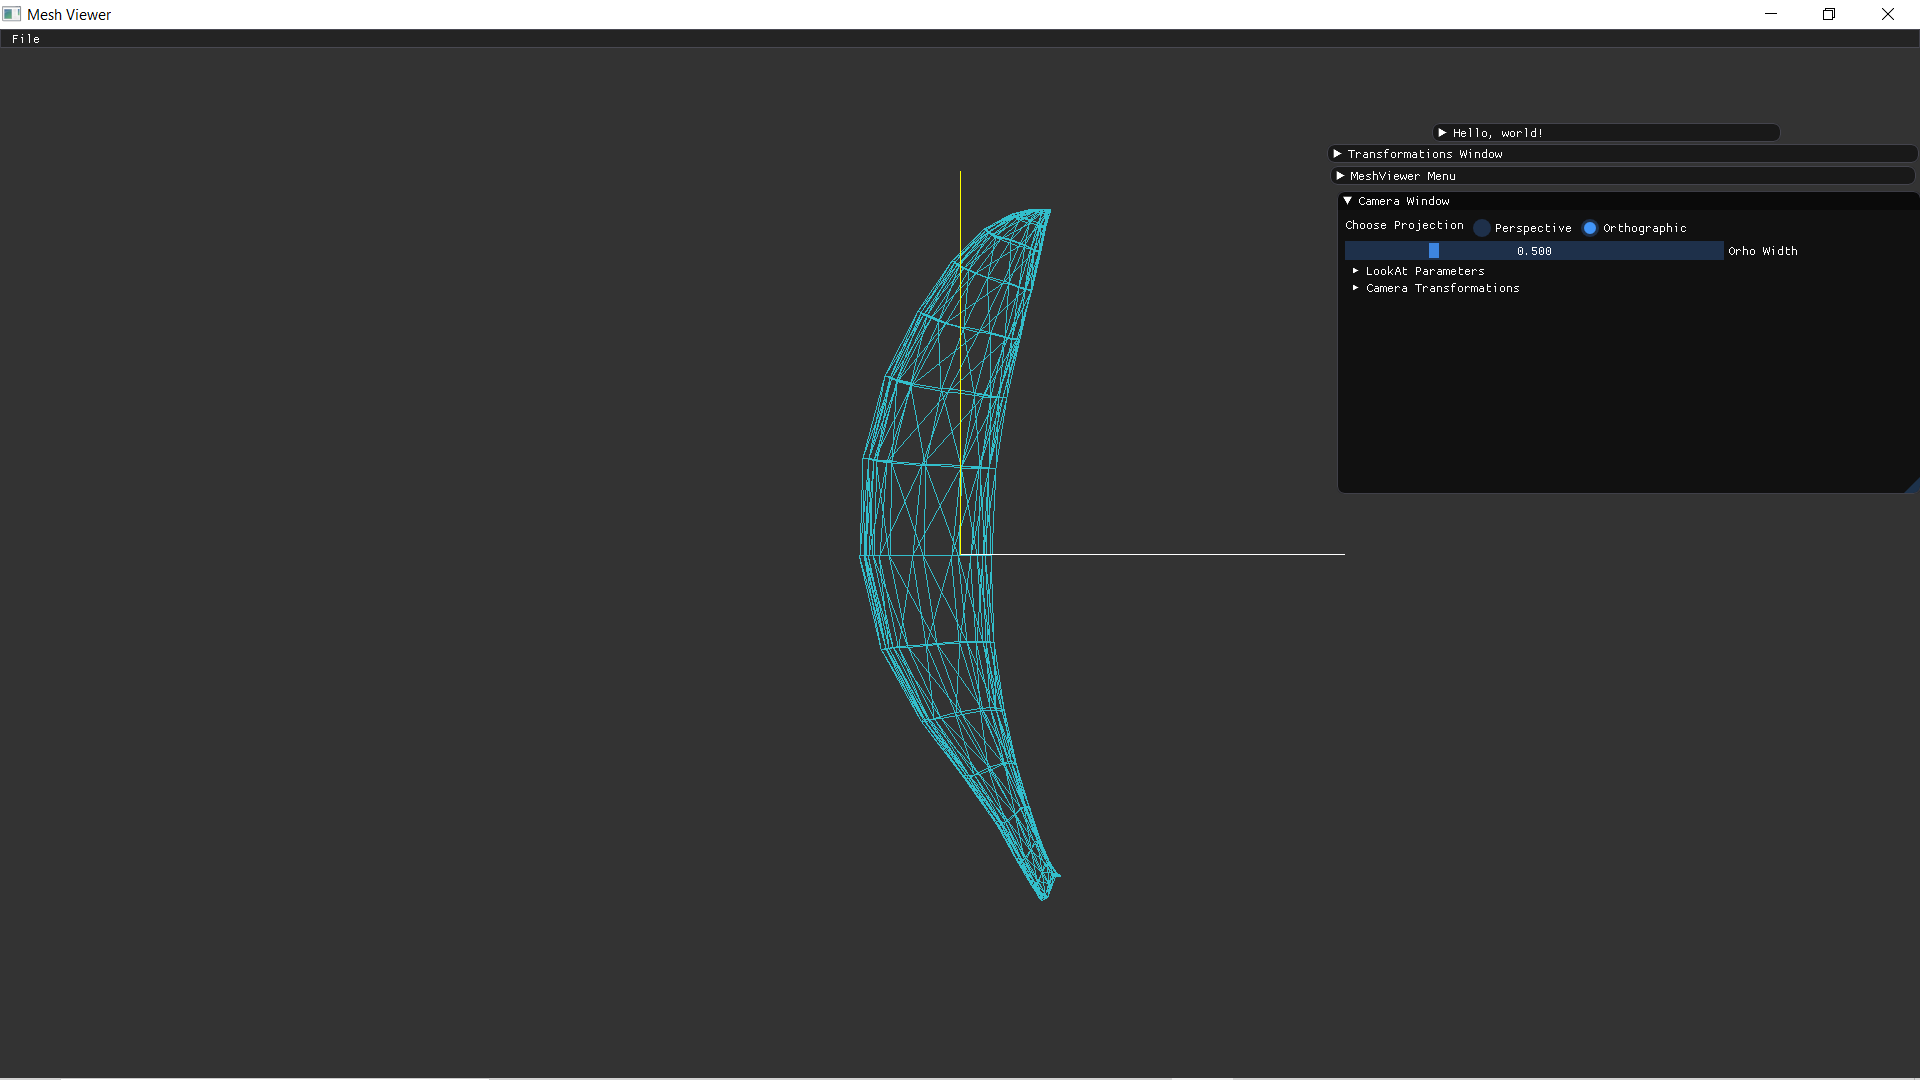 Mesh Viewer
File
Hello, world!
Transformations Window
MeshViewer Menu
Camera Window
Choose Projection Perspective Orthographic
0.500 Orho Width
LookAt Parameters
Camera Transformations